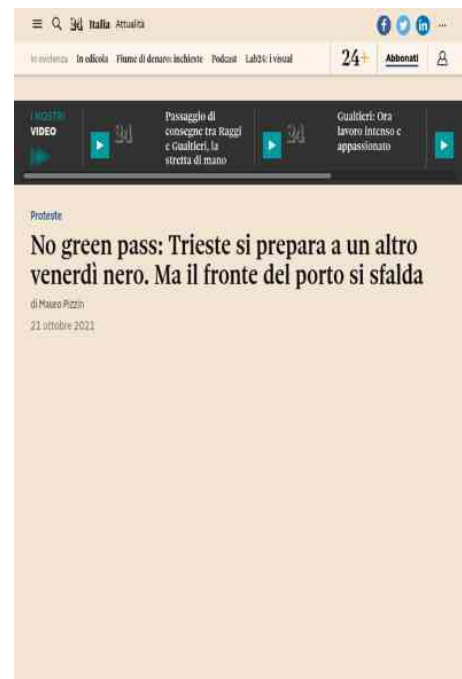 Italia Attualità
In evidenza In edicola Fiume di denaro: inchieste Podcast Lab24: i visual 24+ Abbonati
I NOSTRI
VIDEO
Passaggio di
consegne tra Raggi
e Gualtieri, la
stretta di mano
Gualtieri: Ora
lavoro intenso e
appassionato
Proteste
No green pass: Trieste si prepara a un altro
venerdì nero. Ma il fronte del porto si sfalda
di Mauro Pizzin
21 ottobre 2021